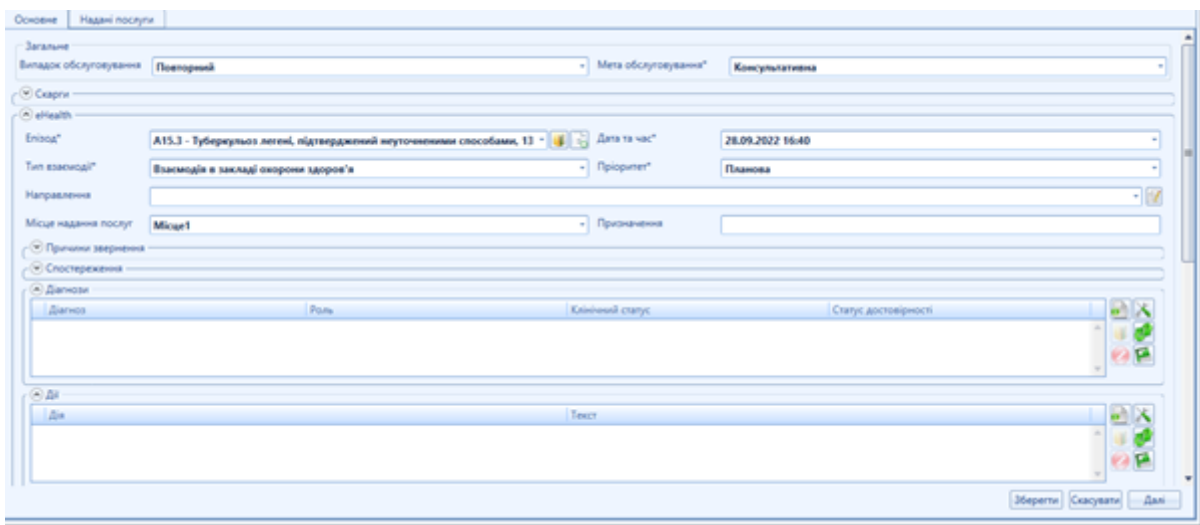 Основне Надані послуги
Загальне
Випадок обслуговування Повторний Мета обслуговування* Консультативна
Скарги
eHealth
Епізод* A15.3 - Туберкульоз легені, підтверджений неуточненими способами, 13 Дата та час* 28.09.2022 16:40
Тип взаємодії* Взаємодія в закладі охорони здоров'я Пріоритет* Планова
Направлення
Місце надання послуг Місце1 Призначення
Причини звернення
Спостереження
Діагнози
Діагноз Роль Клінічний статус Статус достовірності
Дії
Дія Текст
Зберегти Скасувати Далі